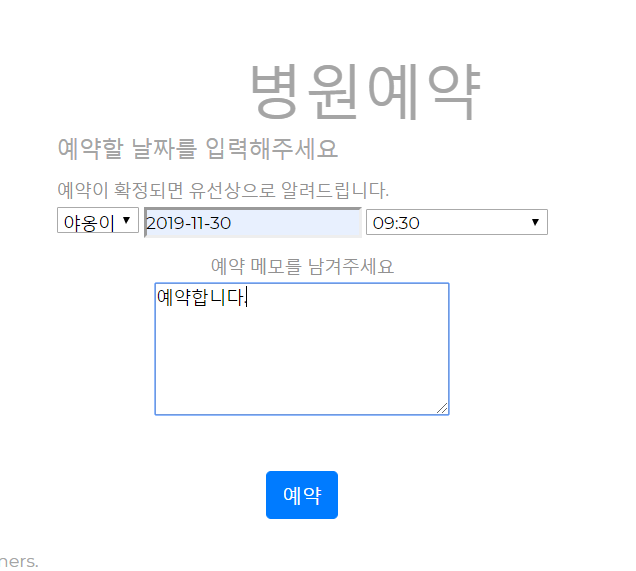 병원예약
예약할 날짜를 입력해주세요
예약이 확정되면 유선상으로 알려드립니다.
야옹이 2019-11-30 09:30
예약 메모를 남겨주세요
예약합니다.
예약
ners.